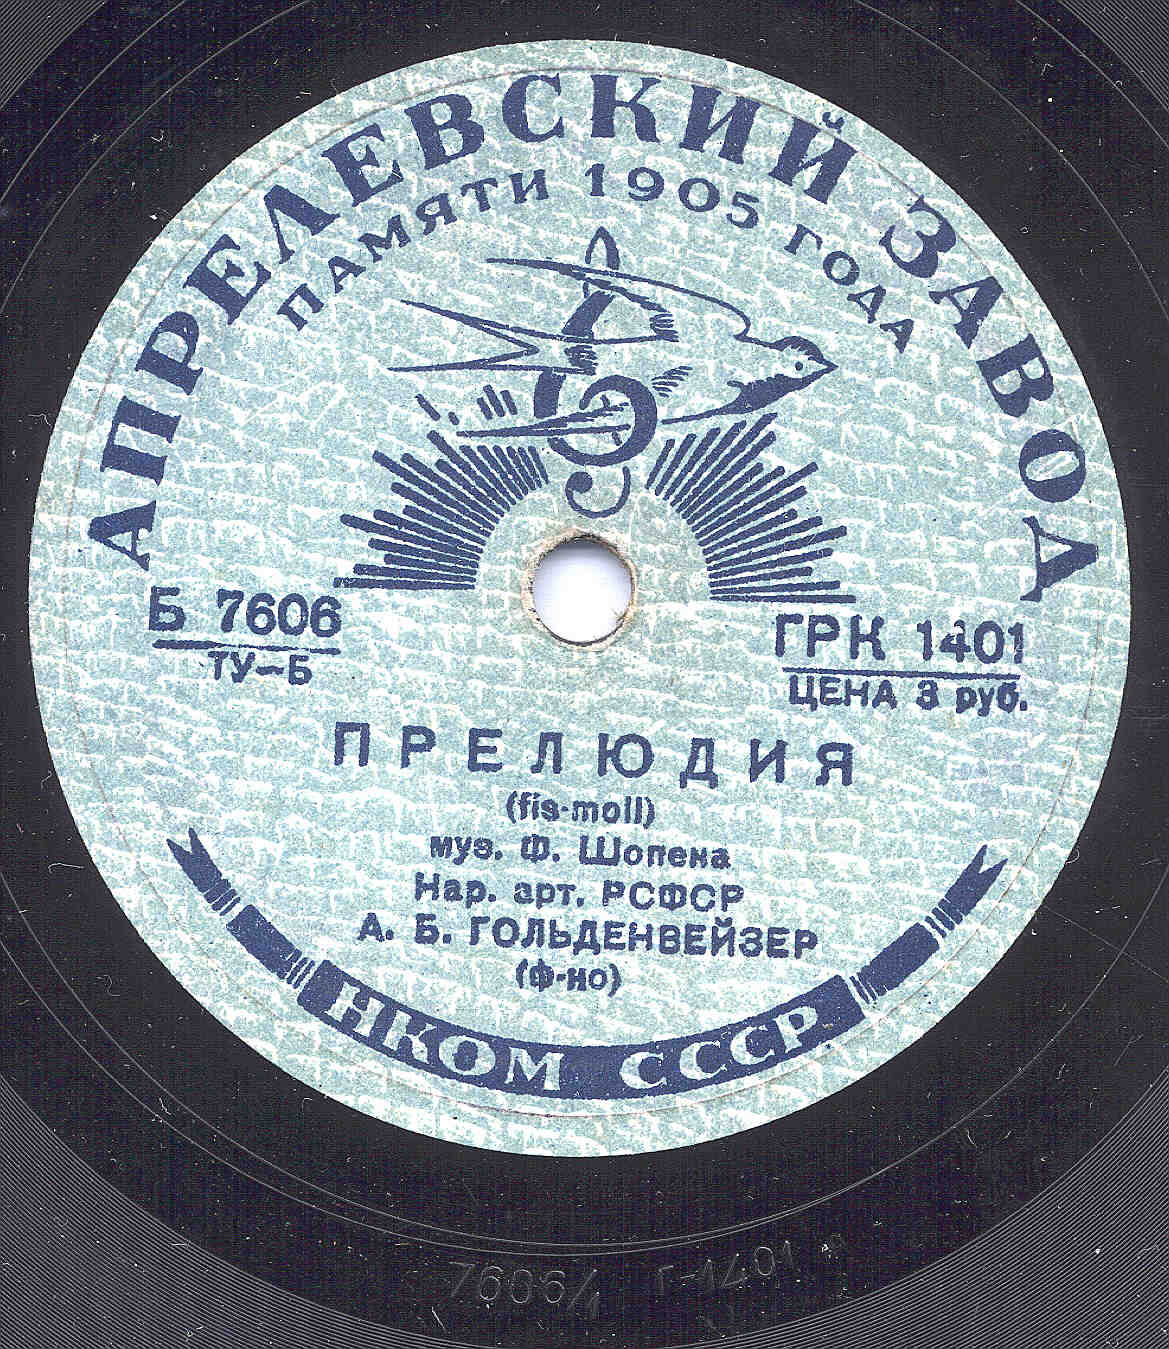 АПРЕЛЕВСКИЙ ЗАВОД
ПАМЯТИ 1905 ГОДА
Б 7606
ТУ-Б
ГРК 1401
ЦЕНА 3 руб.
ПРЕЛЮДИЯ
(fis-moll)
муз. Ф. Шопена
Нар. арт. РСФСР
А. Б. ГОЛЬДЕНВЕЙЗЕР
(ф-но)
НКОМ СССР
7606/1 Г-1401